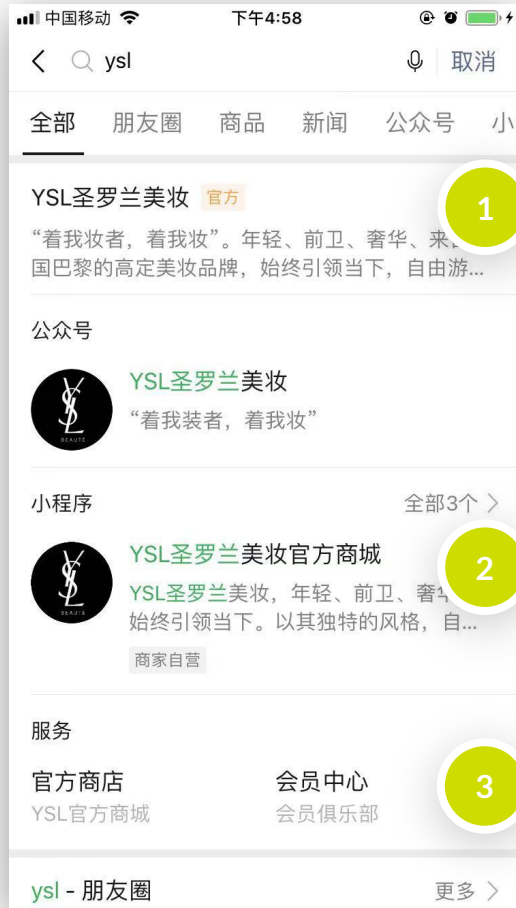 中国移动 下午4:58
ysl 取消
全部 朋友圈 商品 新闻 公众号 小
YSL圣罗兰美妆 官方
1
“着我妆者，着我妆”。年轻、前卫、奢华、来
国巴黎的高定美妆品牌，始终引领当下，自由游...
公众号
YSL圣罗兰美妆
“着我装者，着我妆”
YSL
BEAUTÉ
小程序 全部3个
YSL圣罗兰美妆官方商城
2
YSL圣罗兰美妆，年轻、前卫、奢
始终引领当下。以其独特的风格，自...
YSL
BEAUTÉ
商家自营
服务
官方商店 会员中心
3
YSL官方商城 会员俱乐部
ysl - 朋友圈 更多